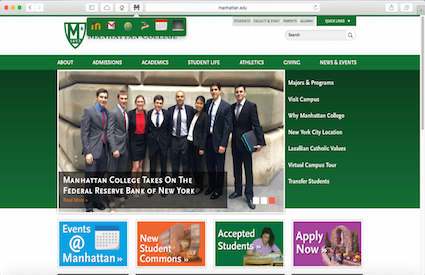 manhattan.edu
STUDENTS FACULTY & STAFF PARENTS ALUMNI QUICK LINKS
M
1853
MANHATTAN COLLEGE
Search
ABOUT ADMISSIONS ACADEMICS STUDENT LIFE ATHLETICS GIVING NEWS & EVENTS
MANHATTAN COLLEGE TAKES ON THE
FEDERAL RESERVE BANK OF NEW YORK
Read More >
Majors & Programs
Visit Campus
Why Manhattan College
New York City Location
Lasallian Catholic Values
Virtual Campus Tour
Transfer Students
Events
@
Manhattan »
New
Student
Commons »
Accepted
Students »
Apply
Now »